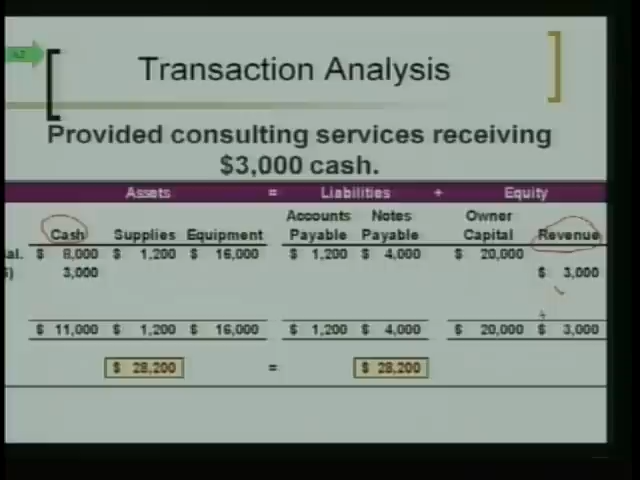 Transaction Analysis
Provided consulting services receiving
$3,000 cash.
Assets = Liabilities + Equity
Accounts Notes Owner
Cash Supplies Equipment Payable Payable Capital Revenue
al. $ 8,000 $ 1,200 $ 16,000 $ 1,200 $ 4,000 $ 20,000
) 3,000 $ 3,000
$ 11,000 $ 1,200 $ 16,000 $ 1,200 $ 4,000 $ 20,000 $ 3,000
$ 28,200 = $ 28,200